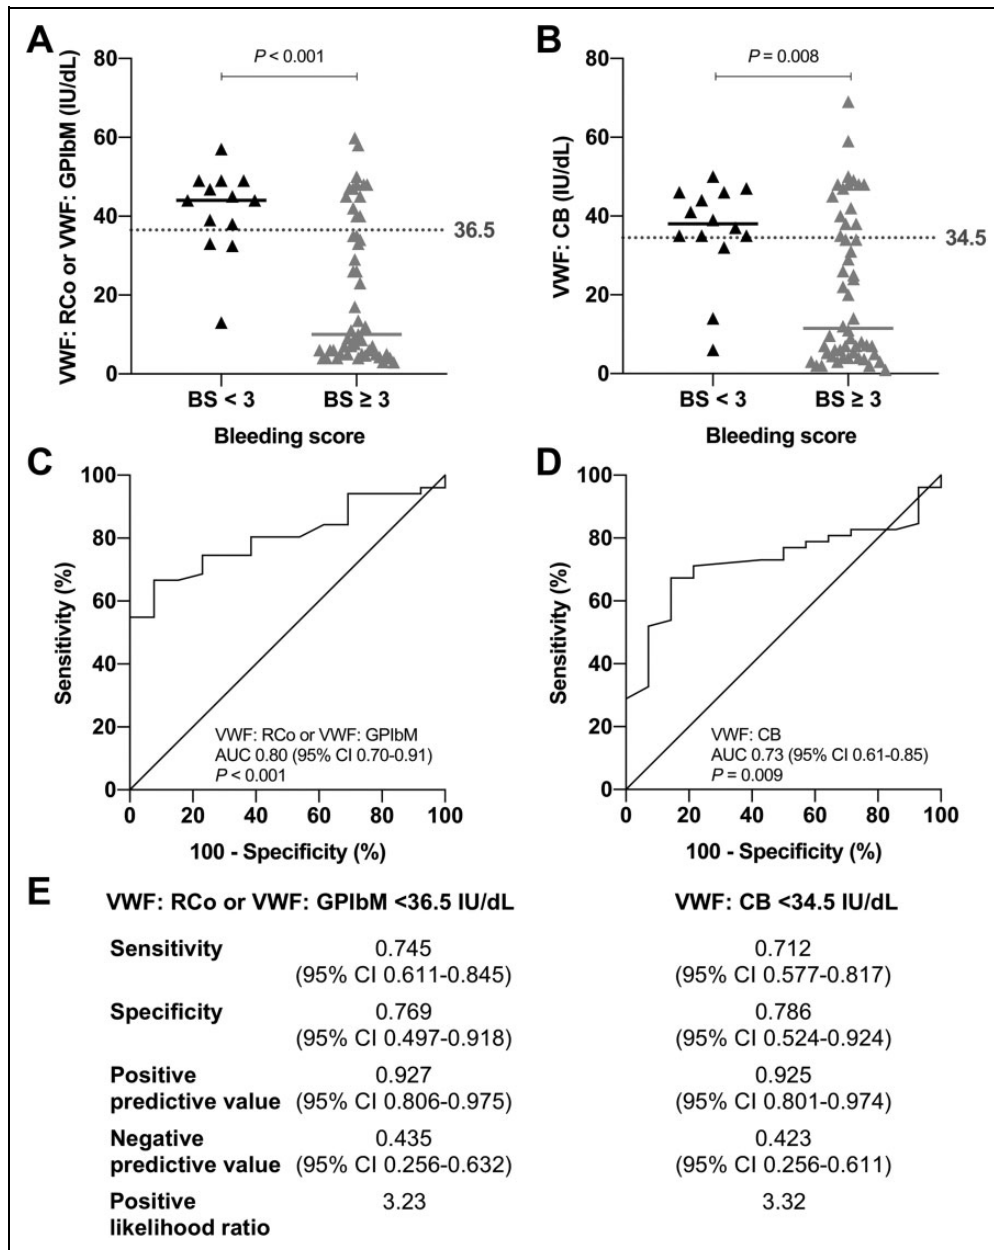 A
VWF: RCo or VWF: GPIbM (IU/dL)
80
60
40
20
0
P < 0.001
36.5
BS < 3
BS ≥ 3
Bleeding score
B
VWF: CB (IU/dL)
80
60
40
20
0
P = 0.008
34.5
BS < 3
BS ≥ 3
Bleeding score
C
Sensitivity (%)
100
80
60
40
20
0
VWF: RCo or VWF: GPIbM
AUC 0.80 (95% CI 0.70-0.91)
P < 0.001
0 20 40 60 80 100
100 - Specificity (%)
D
Sensitivity (%)
100
80
60
40
20
0
VWF: CB
AUC 0.73 (95% CI 0.61-0.85)
P = 0.009
0 20 40 60 80 100
100 - Specificity (%)
E
VWF: RCo or VWF: GPIbM <36.5 IU/dL VWF: CB <34.5 IU/dL
Sensitivity 0.745 0.712
(95% CI 0.611-0.845) (95% CI 0.577-0.817)
Specificity 0.769 0.786
(95% CI 0.497-0.918) (95% CI 0.524-0.924)
Positive 0.927 0.925
predictive value (95% CI 0.806-0.975) (95% CI 0.801-0.974)
Negative 0.435 0.423
predictive value (95% CI 0.256-0.632) (95% CI 0.256-0.611)
Positive 3.23 3.32
likelihood ratio